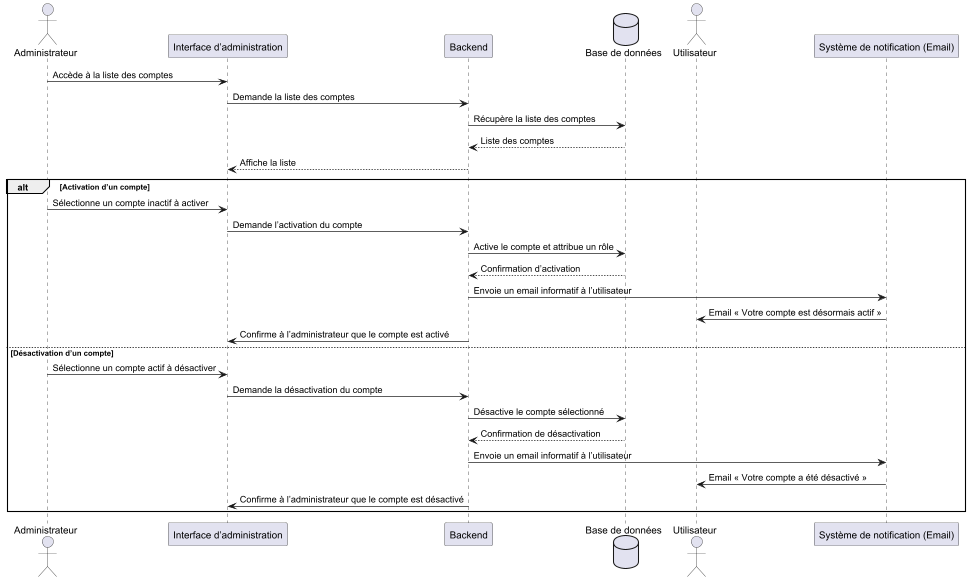 Administrateur
Interface d'administration
Backend
Base de données
Utilisateur
Système de notification (Email)
Accède à la liste des comptes
Demande la liste des comptes
Récupère la liste des comptes
Liste des comptes
Affiche la liste
alt
[Activation d'un compte]
Sélectionne un compte inactif à activer
Demande l'activation du compte
Active le compte et attribue un rôle
Confirmation d'activation
Envoie un email informatif à l'utilisateur
Email « Votre compte est désormais actif »
Confirme à l'administrateur que le compte est activé
[Désactivation d'un compte]
Sélectionne un compte actif à désactiver
Demande la désactivation du compte
Désactive le compte sélectionné
Confirmation de désactivation
Envoie un email informatif à l'utilisateur
Email « Votre compte a été désactivé »
Confirme à l'administrateur que le compte est désactivé
Administrateur
Interface d'administration
Backend
Base de données
Utilisateur
Système de notification (Email)